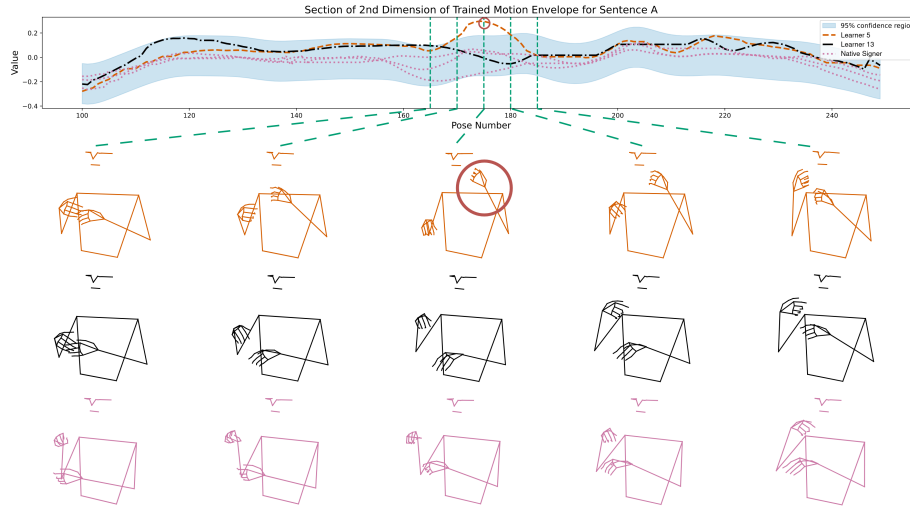 Section of 2nd Dimension of Trained Motion Envelope for Sentence A
Value
0.2
0.0
−0.2
−0.4
100
120
140
160
180
200
220
240
Pose Number
95% confidence regio
Learner 5
Learner 13
Native Signer